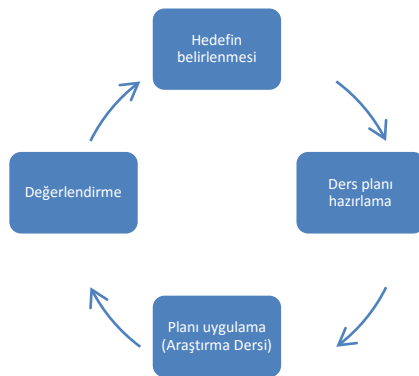 Hedefin
belirlenmesi
Ders planı
hazırlama
Planı uygulama
(Araştırma Dersi)
Değerlendirme